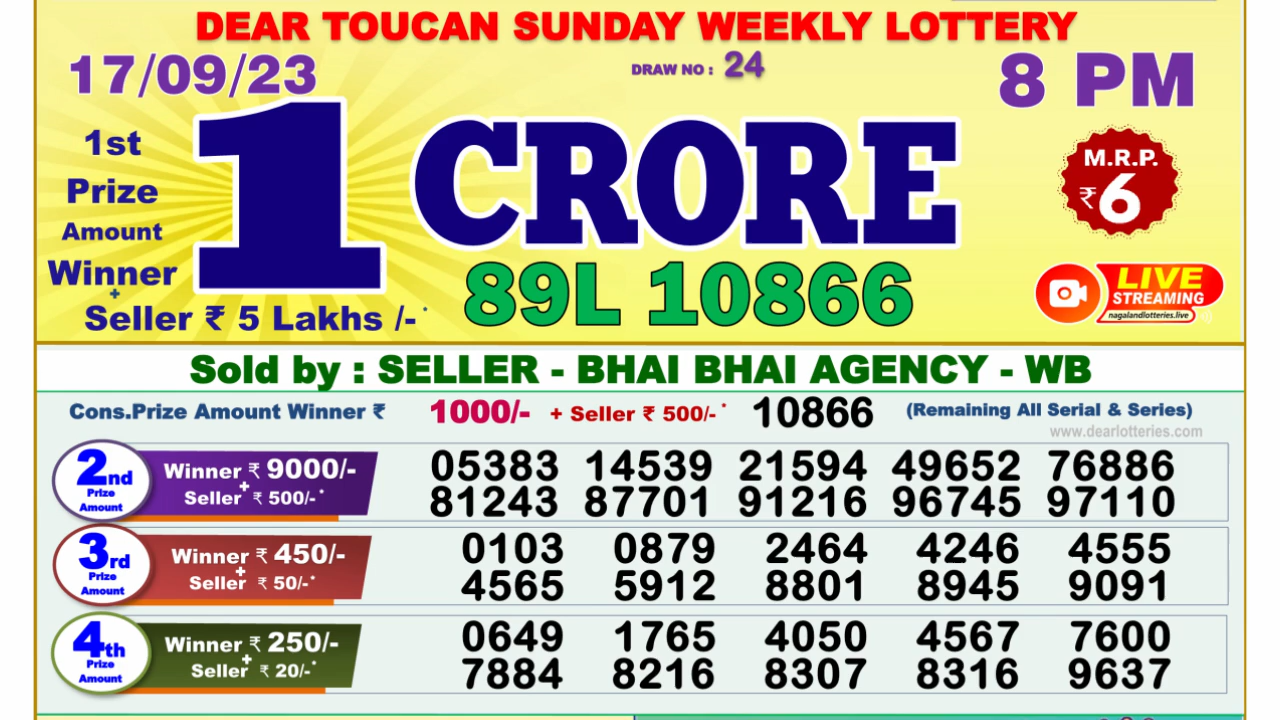 DEAR TOUCAN SUNDAY WEEKLY LOTTERY
17/09/23
DRAW NO : 24
8 PM
1st
Prize
Amount
Winner
+
Seller ₹ 5 Lakhs /-*
1 CRORE
89L 10866
M.R.P.
₹6
LIVE
STREAMING
nagalandlotteries.live
Sold by : SELLER - BHAI BHAI AGENCY - WB
Cons.Prize Amount Winner ₹ 1000/- + Seller ₹ 500/-* 10866 (Remaining All Serial & Series)
www.dearlotteries.com
2nd
Prize
Amount
Winner ₹ 9000/-
+
Seller ₹ 500/-*
05383 14539 21594 49652 76886
81243 87701 91216 96745 97110
3rd
Prize
Amount
Winner ₹ 450/-
+
Seller ₹ 50/-*
0103 0879 2464 4246 4555
4565 5912 8801 8945 9091
4th
Prize
Amount
Winner ₹ 250/-
+
Seller ₹ 20/-*
0649 1765 4050 4567 7600
7884 8216 8307 8316 9637